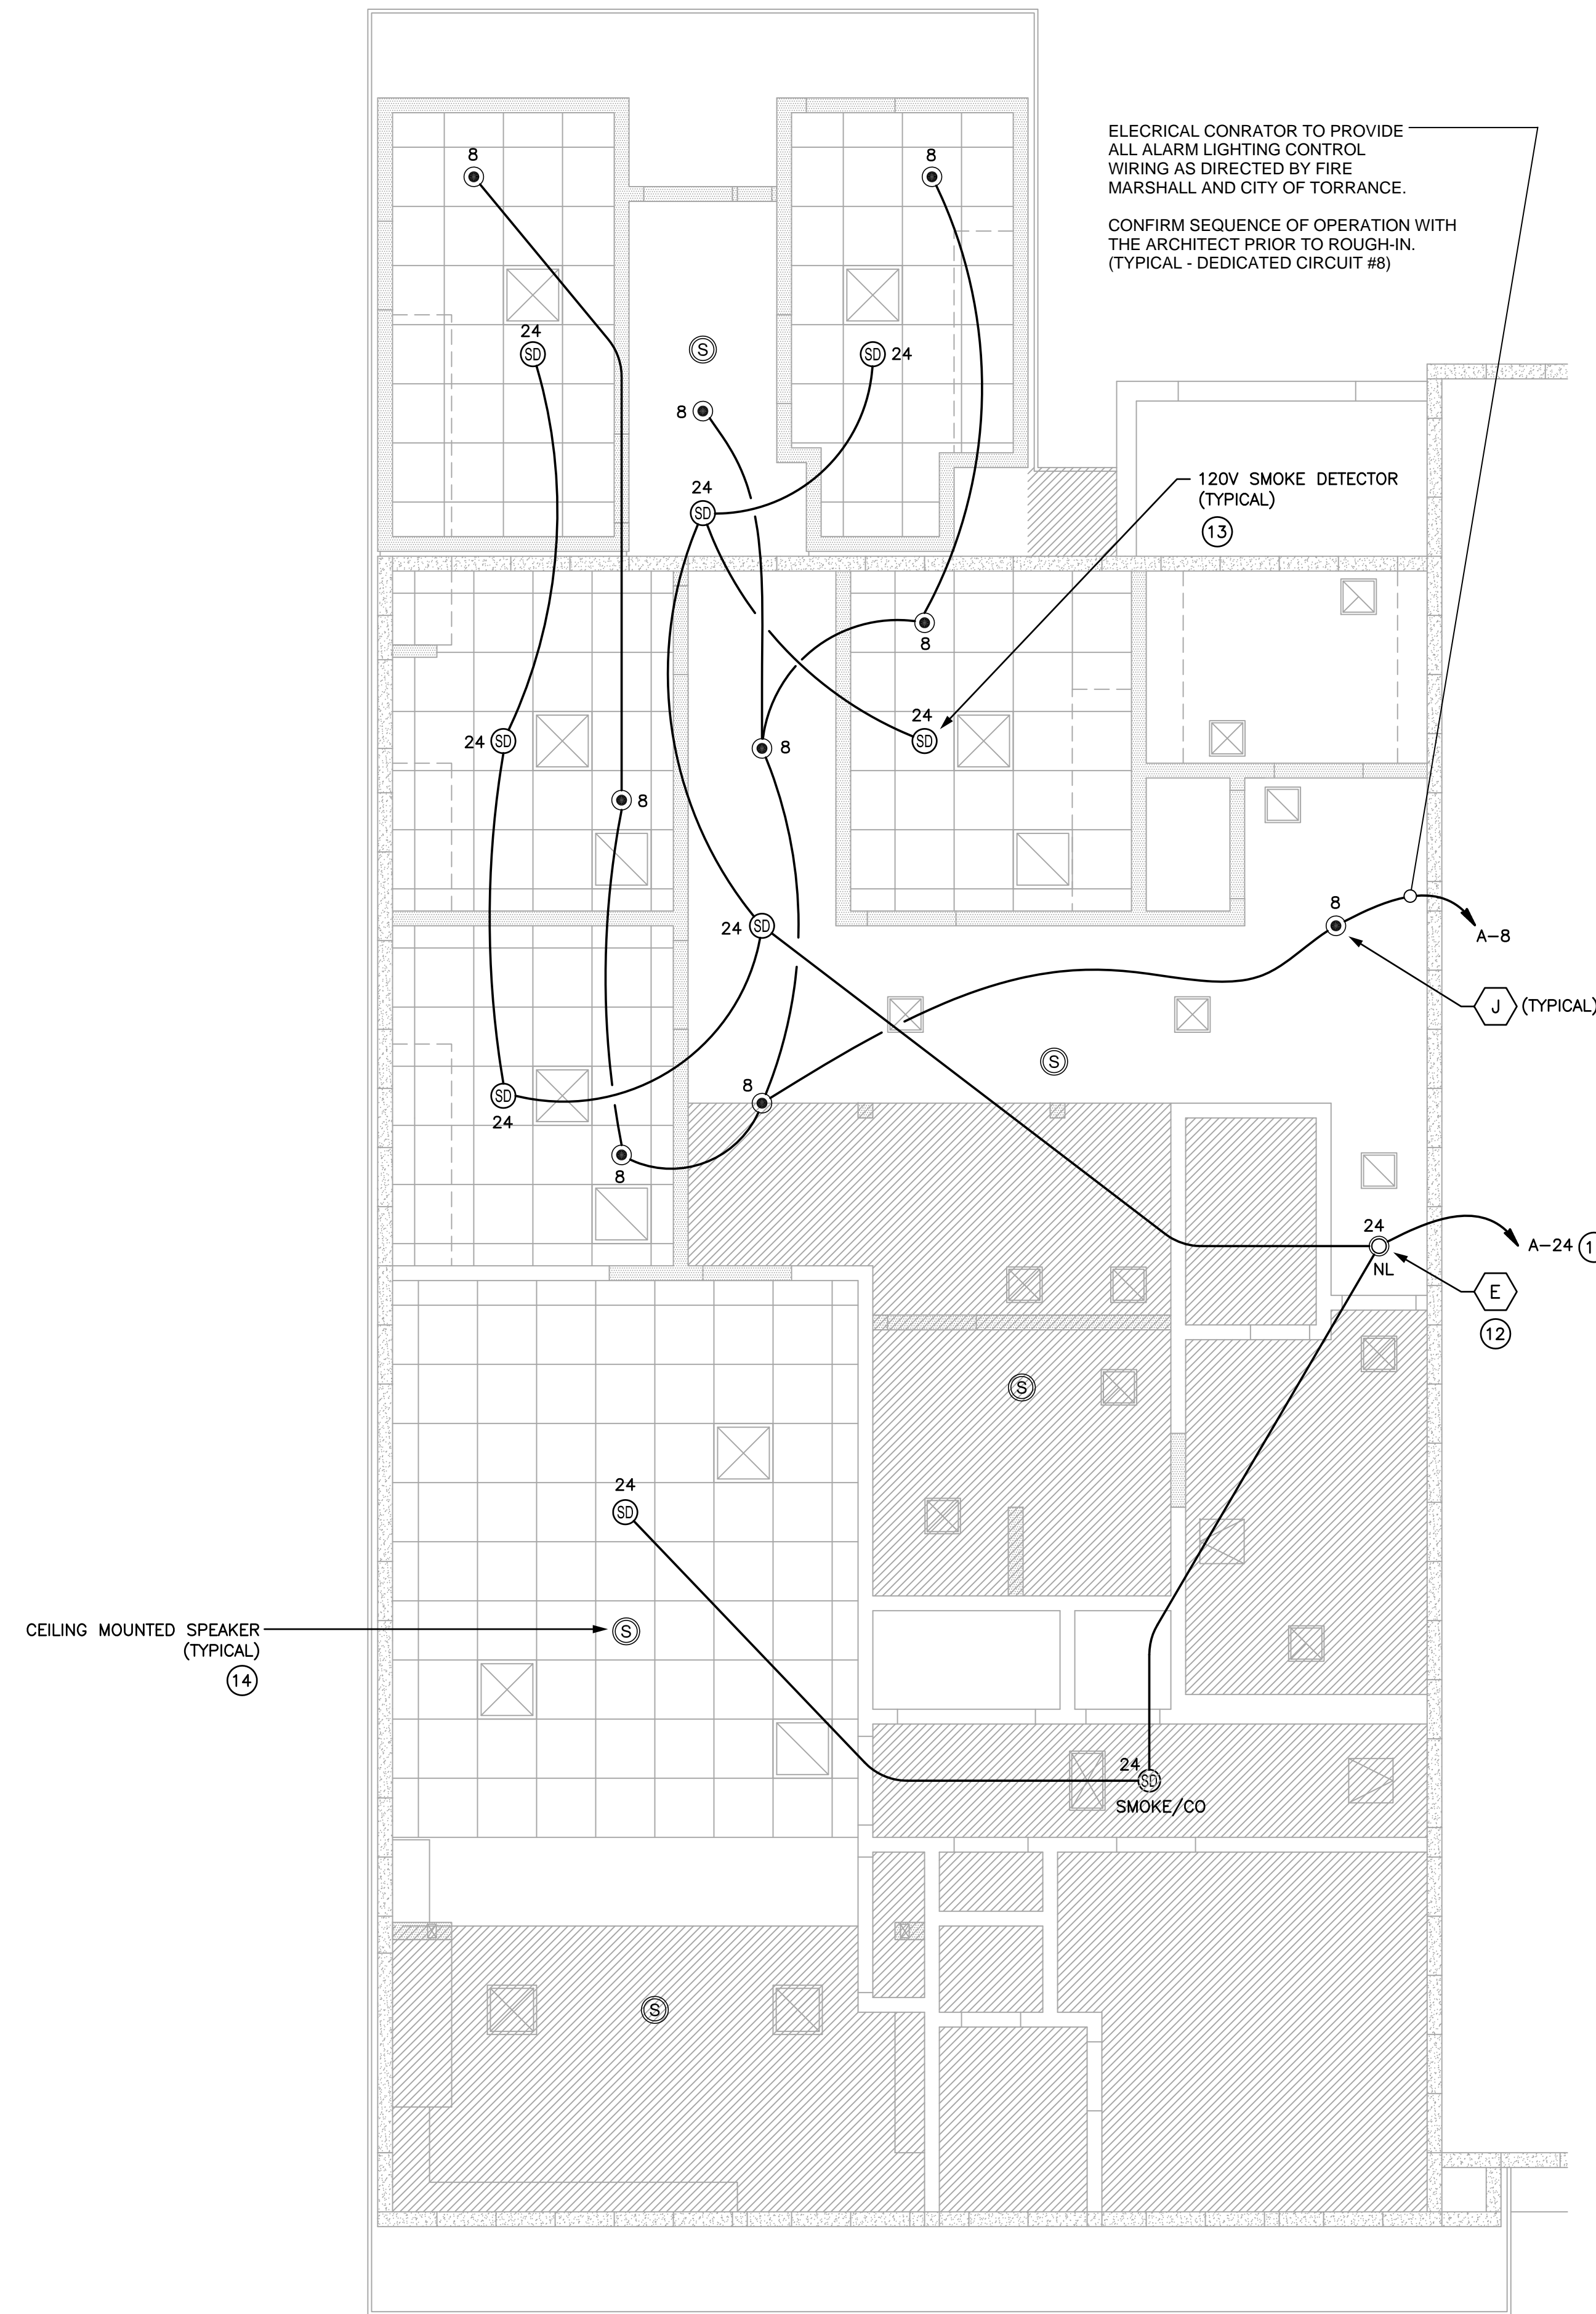 ELECRICAL CONRATOR TO PROVIDE
ALL ALARM LIGHTING CONTROL
WIRING AS DIRECTED BY FIRE
MARSHALL AND CITY OF TORRANCE.
CONFIRM SEQUENCE OF OPERATION WITH
THE ARCHITECT PRIOR TO ROUGH-IN.
(TYPICAL - DEDICATED CIRCUIT #8)
8
8
24
SD
S
SD 24
8
24
SD
120V SMOKE DETECTOR
(TYPICAL)
13
8
24 SD
24
SD
8
8
24 SD
8
A-8
J (TYPICAL)
S
SD
24
8
8
24
NL
A-24
E
12
S
24
SD
CEILING MOUNTED SPEAKER
(TYPICAL)
14
S
24
SD
SMOKE/CO
S